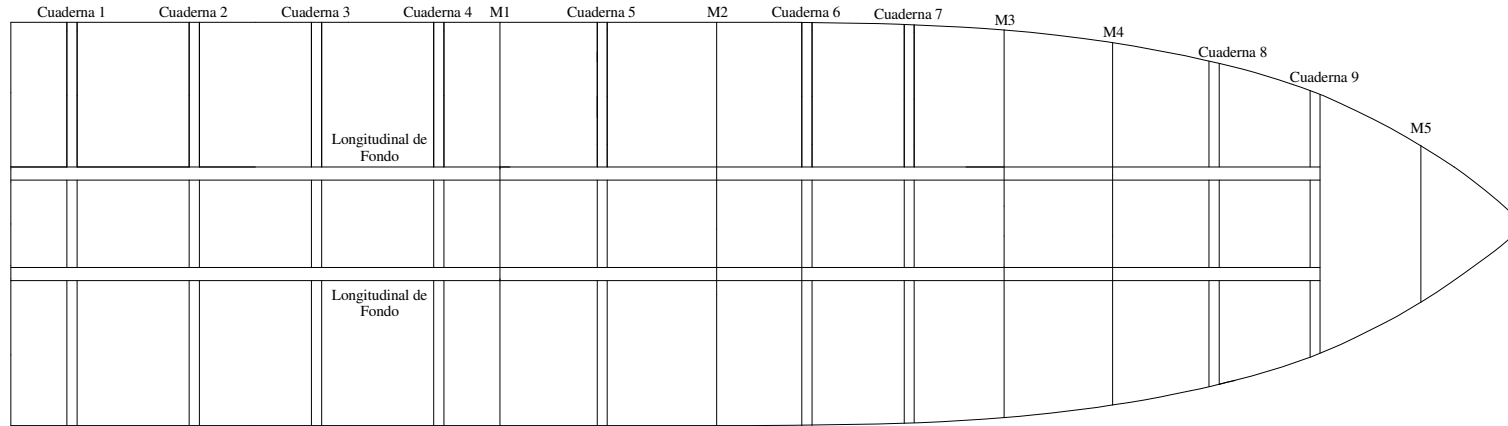 Cuaderna 1
Cuaderna 2
Cuaderna 3
Cuaderna 4
M1
Cuaderna 5
M2
Cuaderna 6
Cuaderna 7
M3
M4
Cuaderna 8
Cuaderna 9
M5
Longitudinal de
Fondo
Longitudinal de
Fondo